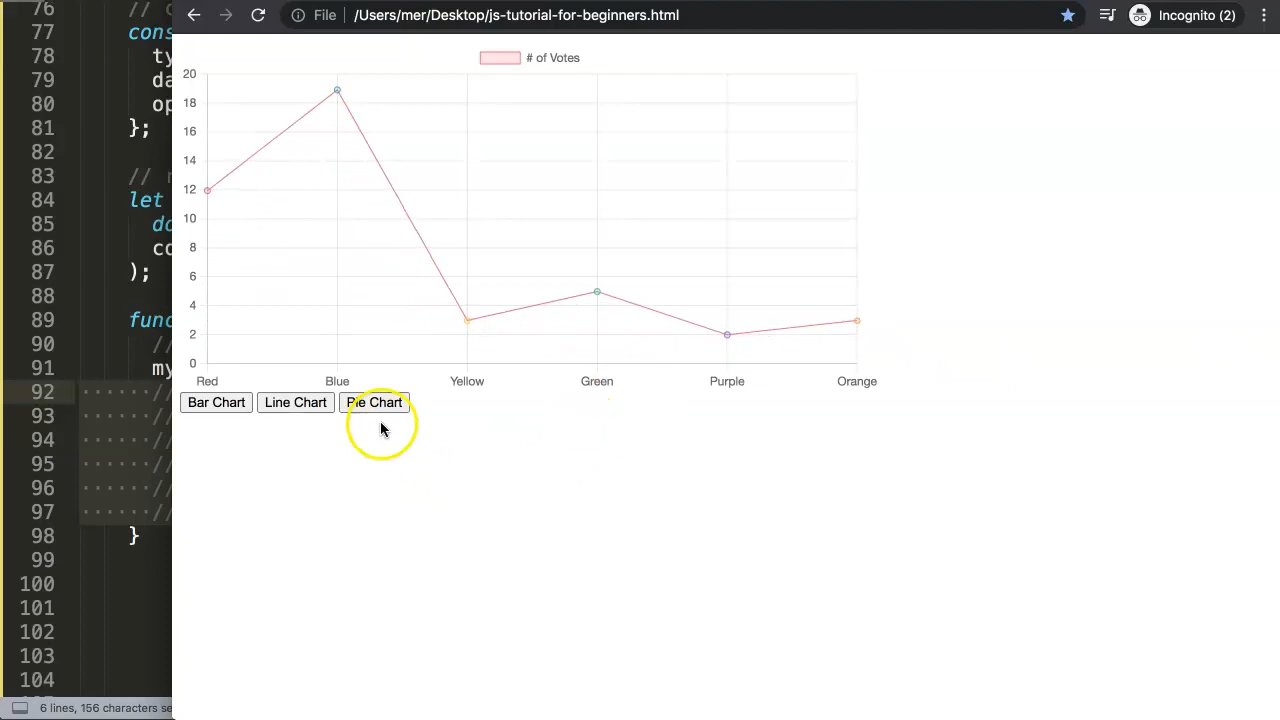 File /Users/mer/Desktop/js-tutorial-for-beginners.html Incognito (2)
# of Votes
20
18
16
14
12
10
8
6
4
2
0
Red Blue Yellow Green Purple Orange
Bar Chart Line Chart Pie Chart
76 //
77 cons
78 ty
79 da
80 op
81 };
82
83 //
84 let
85 do
86 co
87 );
88
89 func
90 //
91 my
92 //
93 //
94 //
95 //
96 //
97 //
98 }
99
100
101
102
103
104
6 lines, 156 characters se